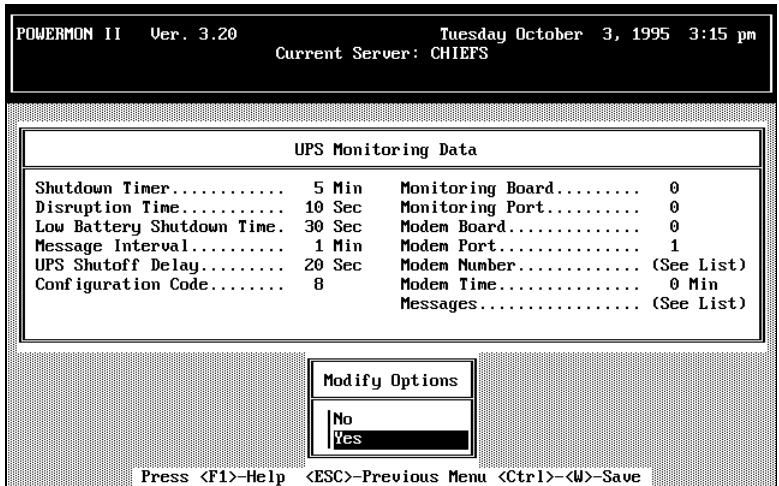 POWERMON II Ver. 3.20 Tuesday October 3, 1995 3:15 pm
Current Server: CHIEFS
UPS Monitoring Data
Shutdown Timer............ 5 Min Monitoring Board......... 0
Disruption Time........... 10 Sec Monitoring Port.......... 0
Low Battery Shutdown Time. 30 Sec Modem Board.............. 0
Message Interval.......... 1 Min Modem Port............... 1
UPS Shutoff Delay......... 20 Sec Modem Number............. (See List)
Configuration Code........ 8 Modem Time............... 0 Min
Messages................. (See List)
Modify Options
No
Yes
Press <F1>-Help <ESC>-Previous Menu <Ctrl>-<W>-Save